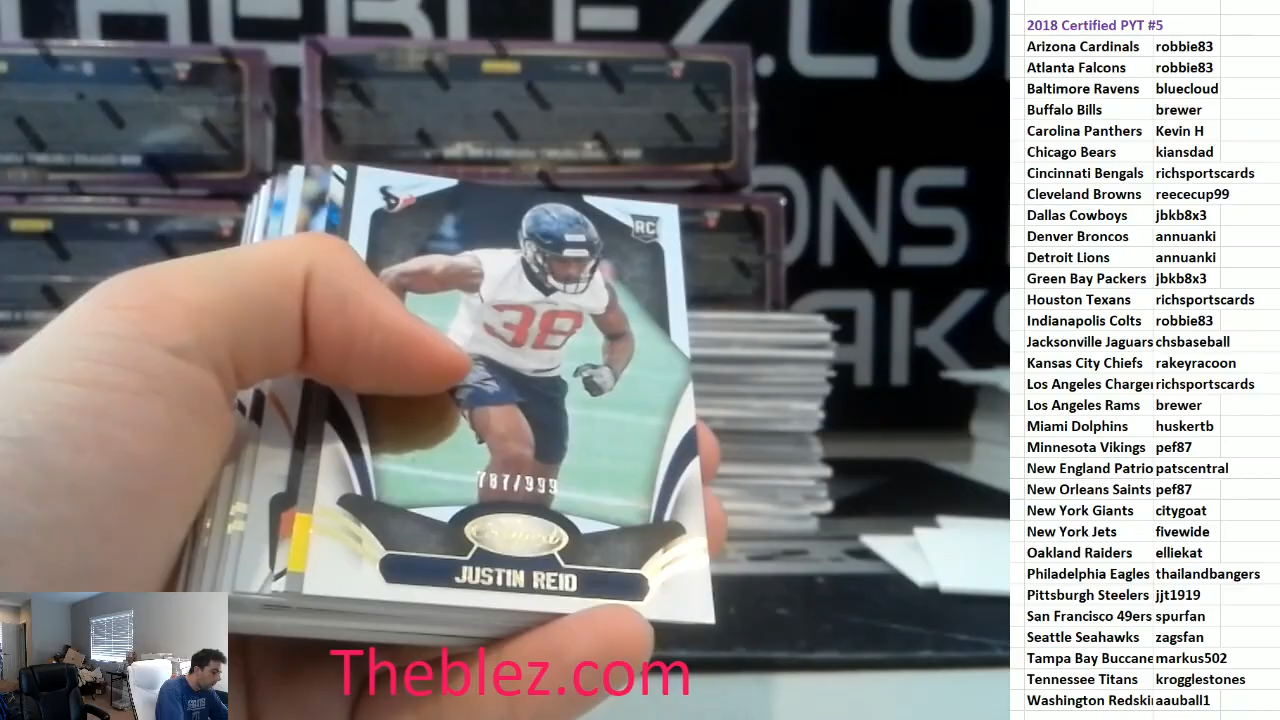 THEBLEZ.CO
ONS
AKS
RC
38
787/999
JUSTIN REID
Theblez.com
2018 Certified PYT #5
Arizona Cardinals robbie83
Atlanta Falcons robbie83
Baltimore Ravens bluecloud
Buffalo Bills brewer
Carolina Panthers Kevin H
Chicago Bears kiansdad
Cincinnati Bengals richsportscards
Cleveland Browns reececup99
Dallas Cowboys jbkb8x3
Denver Broncos annuanki
Detroit Lions annuanki
Green Bay Packers jbkb8x3
Houston Texans richsportscards
Indianapolis Colts robbie83
Jacksonville Jaguars chsbaseball
Kansas City Chiefs rakeyracoon
Los Angeles Charger richsportscards
Los Angeles Rams brewer
Miami Dolphins huskertb
Minnesota Vikings pef87
New England Patrio patscentral
New Orleans Saints pef87
New York Giants citygoat
New York Jets fivewide
Oakland Raiders elliekat
Philadelphia Eagles thailandbangers
Pittsburgh Steelers jjt1919
San Francisco 49ers spurfan
Seattle Seahawks zagsfan
Tampa Bay Buccane markus502
Tennessee Titans krogglestones
Washington Redski aauball1